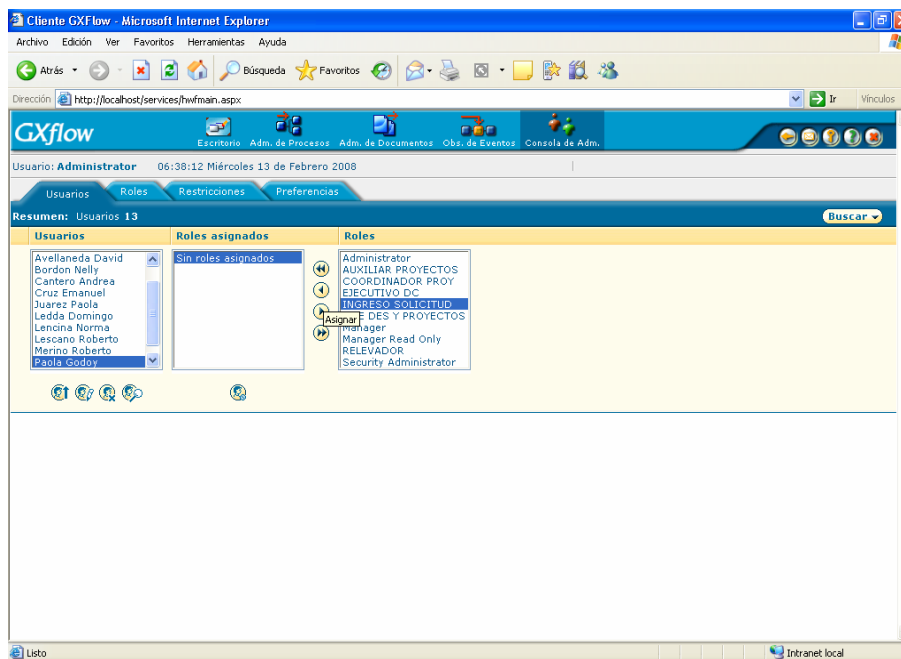 Cliente GXFlow - Microsoft Internet Explorer
Archivo Edición Ver Favoritos Herramientas Ayuda
Atrás Búsqueda Favoritos
Dirección http://localhost/services/hwfmain.aspx Ir Vínculos
GXflow Escritorio Adm. de Procesos Adm. de Documentos Obs. de Eventos Consola de Adm.
Usuario: Administrator 06:38:12 Miércoles 13 de Febrero 2008
Usuarios Roles Restricciones Preferencias
Resumen: Usuarios 13 Buscar
Usuarios Roles asignados Roles
Avellaneda David
Bordon Nelly
Cantero Andrea
Cruz Emanuel
Juarez Paola
Ledda Domingo
Lencina Norma
Lescano Roberto
Merino Roberto
Paola Godoy
Sin roles asignados
Administrator
AUXILIAR PROYECTOS
COORDINADOR PROY
EJECUTIVO DC
INGRESO SOLICITUD
DES Y PROYECTOS
Manager
Manager Read Only
RELEVADOR
Security Administrator
Asignar
Listo Intranet local